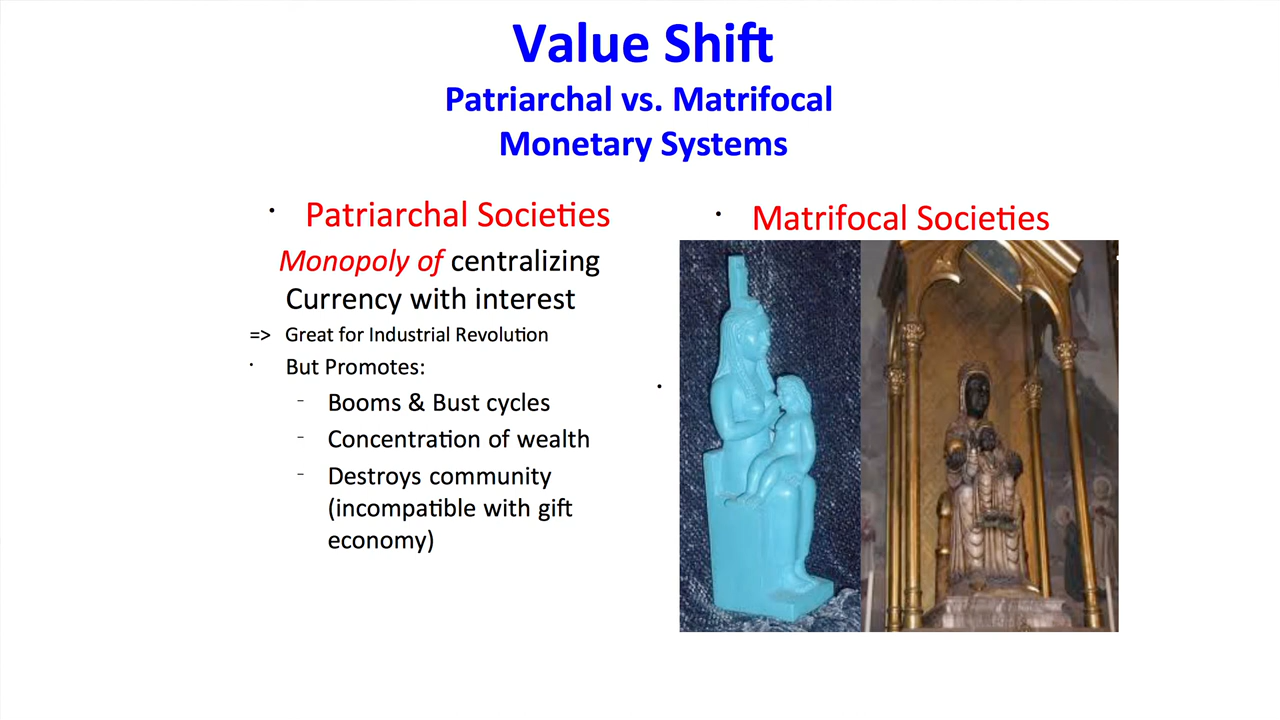 Value Shift
Patriarchal vs. Matrifocal
Monetary Systems
• Patriarchal Societies
Monopoly of centralizing
Currency with interest
=> Great for Industrial Revolution
• But Promotes:
– Booms & Bust cycles
– Concentration of wealth
– Destroys community
(incompatible with gift
economy)
• Matrifocal Societies
•